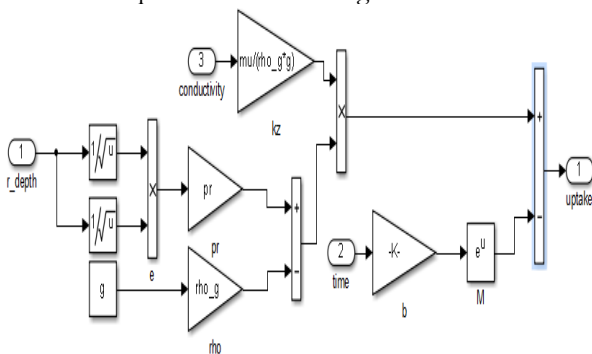 3
conductivity
mu/(rho_g*g)
kz
X
1
r_depth
1/√u
1/√u
X
e
pr
pr
g
rho_g
rho
+
-
2
time
-K-
b
e^u
M
+
-
1
uptake